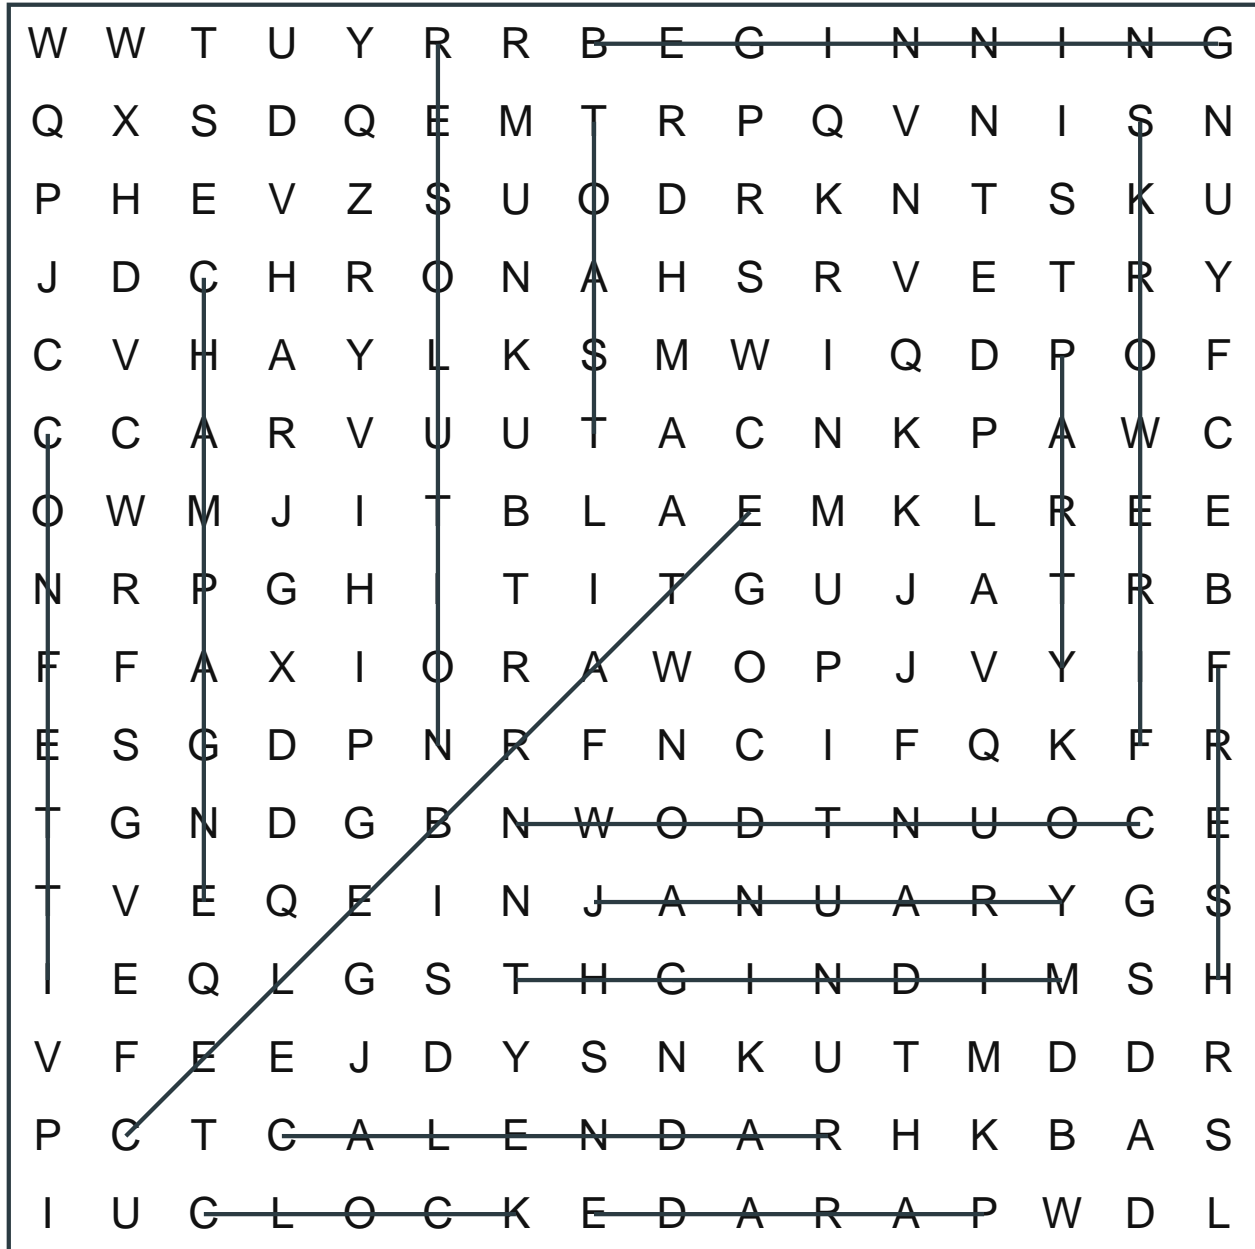 W W T U Y R R B E G I N N I N G
Q X S D Q E M T R P Q V N I S N
P H E V Z S U O D R K N T S K U
J D C H R O N A H S R V E T R Y
C V H A Y L K S M W I Q D P O F
C C A R V U U T A C N K P A W C
O W M J I T B L A E M K L R E E
N R P G H I T I T G U J A T R B
F F A X I O R A W O P J V Y I F
E S G D P N R F N C I F Q K F R
T G N D G B N W O D T N U O C E
T V E Q E I N J A N U A R Y G S
I E Q L G S T H G I N D I M S H
V F E E J D Y S N K U T M D D R
P C T C A L E N D A R H K B A S
I U C L O C K E D A R A P W D L